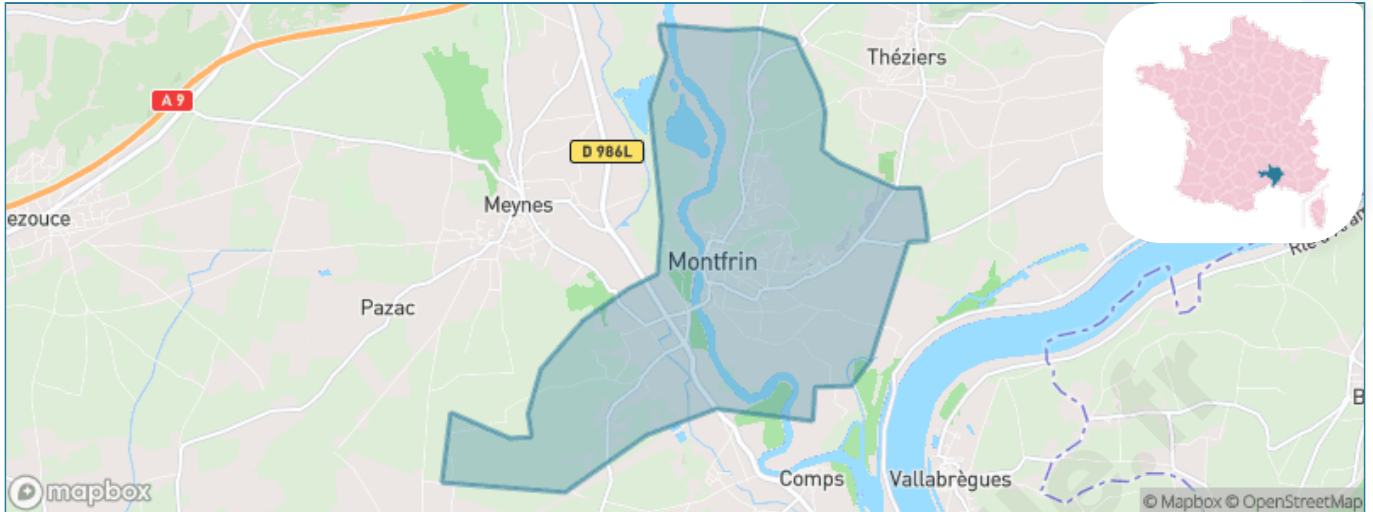 Théziers
A 9
D 986L
Meynes
ezouce
Montfrin
Pazac
B
Comps
Vallabrègues
mapbox
© Mapbox © OpenStreetMap